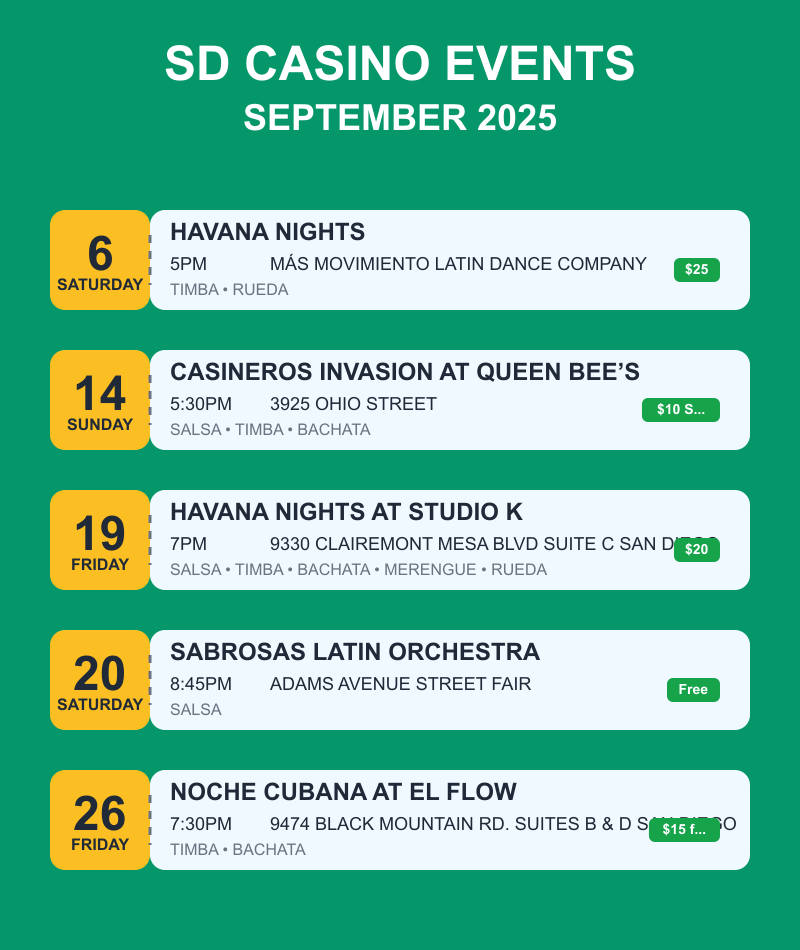 SD CASINO EVENTS
SEPTEMBER 2025
6
SATURDAY
HAVANA NIGHTS
5PM MÁS MOVIMIENTO LATIN DANCE COMPANY
$25
TIMBA • RUEDA
14
SUNDAY
CASINEROS INVASION AT QUEEN BEE’S
5:30PM 3925 OHIO STREET
$10 S...
SALSA • TIMBA • BACHATA
19
FRIDAY
HAVANA NIGHTS AT STUDIO K
7PM 9330 CLAIREMONT MESA BLVD SUITE C SAN DIEGO
$20
SALSA • TIMBA • BACHATA • MERENGUE • RUEDA
20
SATURDAY
SABROSAS LATIN ORCHESTRA
8:45PM ADAMS AVENUE STREET FAIR
Free
SALSA
26
FRIDAY
NOCHE CUBANA AT EL FLOW
7:30PM 9474 BLACK MOUNTAIN RD. SUITES B & D SAN DIEGO
$15 f...
TIMBA • BACHATA